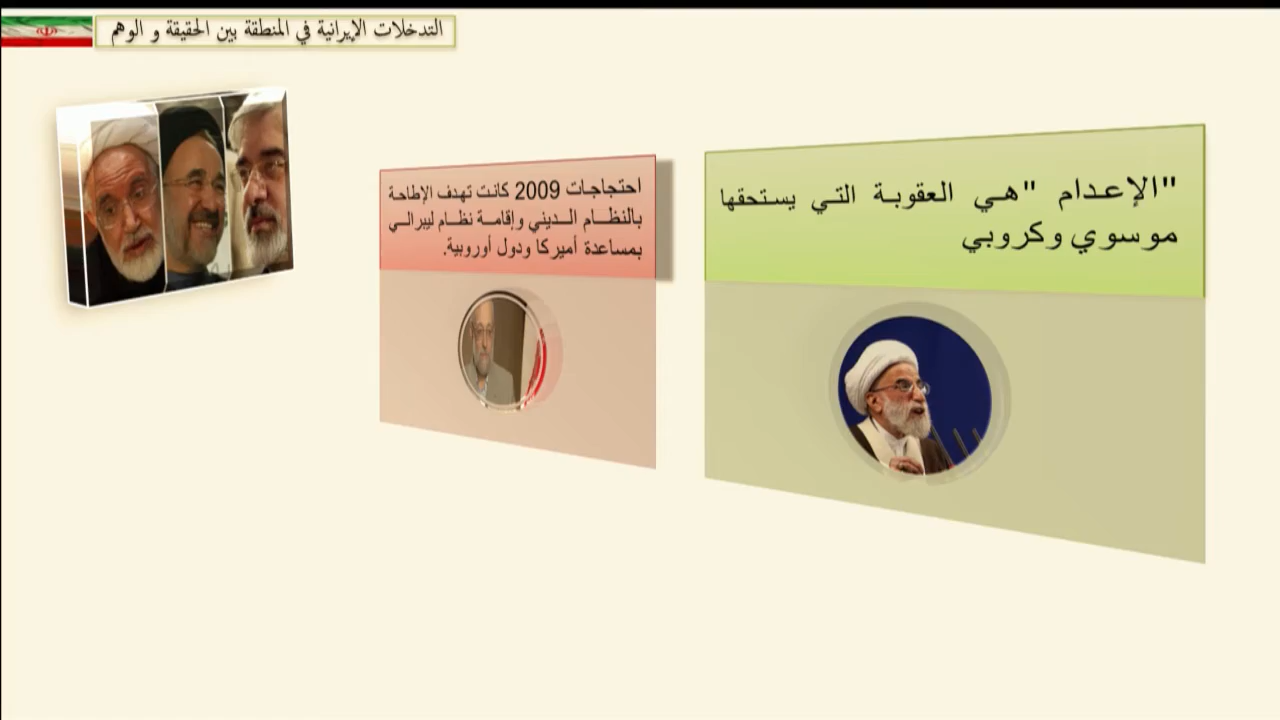 التدخلات الإيرانية في المنطقة بين الحقيقة و الوهم
"الإعدام "هي العقوبة التي يستحقها
موسوي وكروبي
احتجاجات 2009 كانت تهدف الإطاحة
بالنظام الديني وإقامة نظام ليبرالي
بمساعدة أميركا ودول أوروبية.